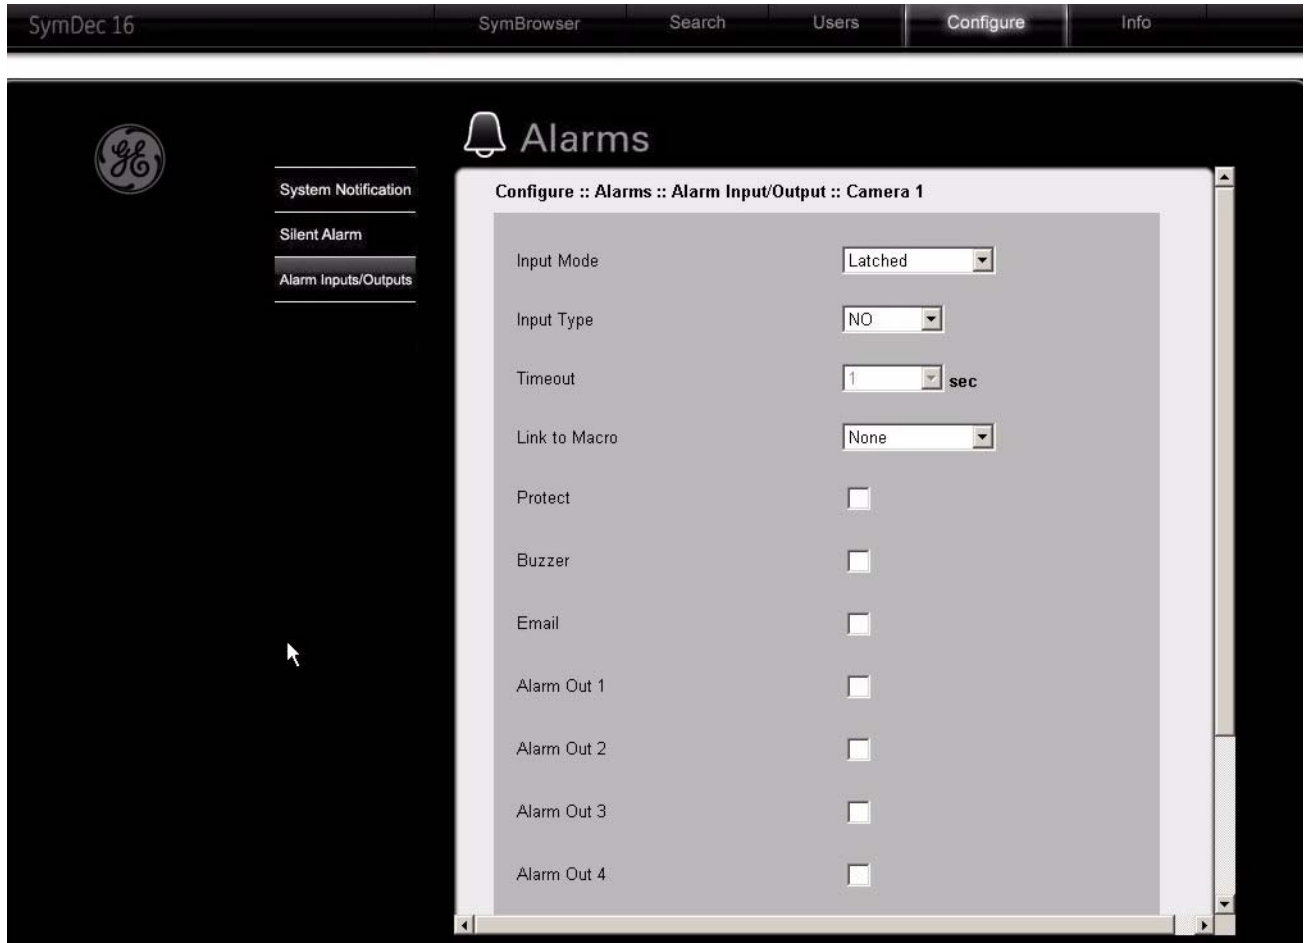 SymDec 16
SymBrowser
Search
Users
Configure
Info
GE
Alarms
System Notification
Silent Alarm
Alarm Inputs/Outputs
Configure :: Alarms :: Alarm Input/Output :: Camera 1
Input Mode Latched
Input Type NO
Timeout 1 sec
Link to Macro None
Protect
Buzzer
Email
Alarm Out 1
Alarm Out 2
Alarm Out 3
Alarm Out 4